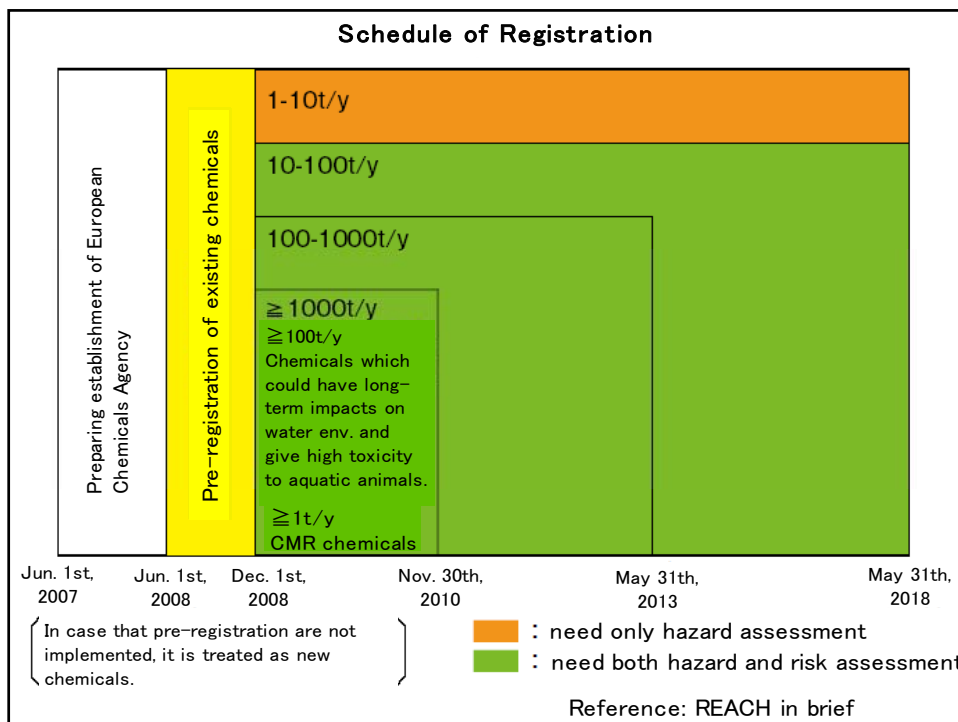 Schedule of Registration
Preparing establishment of European
Chemicals Agency
Pre-registration of existing chemicals
1-10t/y
10-100t/y
100-1000t/y
≧1000t/y
≧100t/y
Chemicals which
could have long-
term impacts on
water env. and
give high toxicity
to aquatic animals.
≧1t/y
CMR chemicals
Jun. 1st,
2007
Jun. 1st,
2008
Dec. 1st,
2008
Nov. 30th,
2010
May 31th,
2013
May 31th,
2018
In case that pre-registration are not
implemented, it is treated as new
chemicals.
: need only hazard assessment
: need both hazard and risk assessment
Reference: REACH in brief